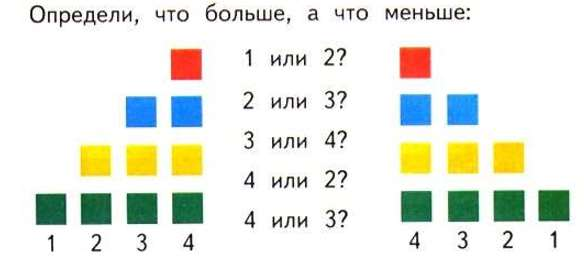 Определи, что больше, а что меньше:
1 или 2?
2 или 3?
3 или 4?
4 или 2?
4 или 3?
1 2 3 4
4 3 2 1